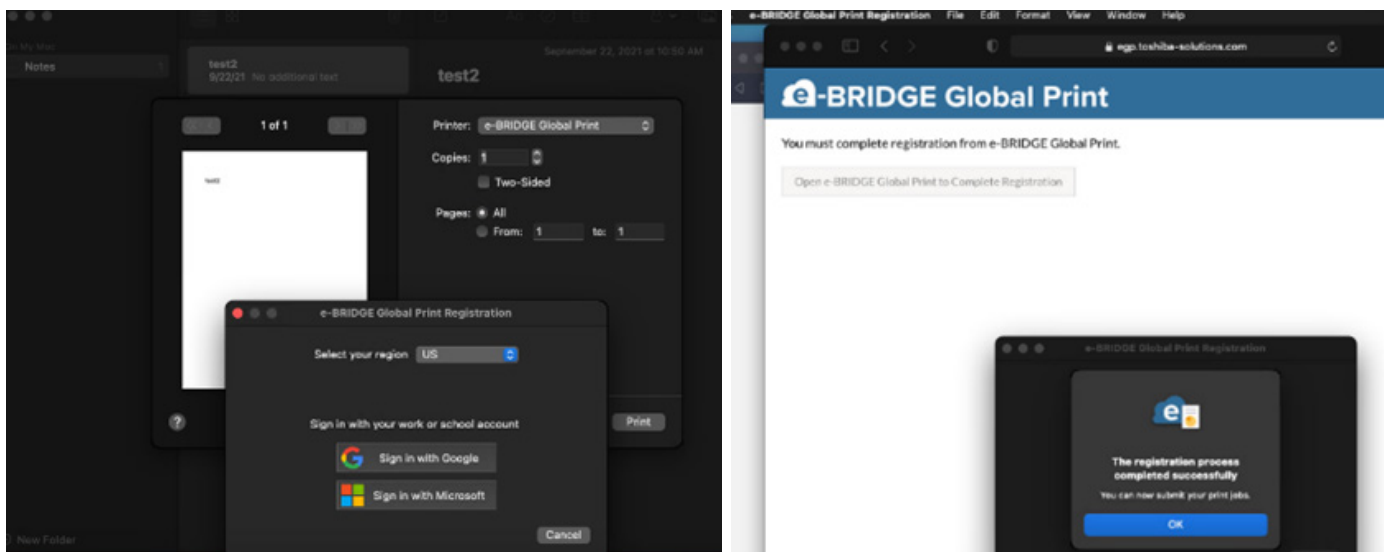 On My Mac
Notes 1
test2
9/22/21 No additional text
September 22, 2021 at 10:50 AM
test2
1 of 1
test2
Printer: e-BRIDGE Global Print
Copies: 1
Two-Sided
Pages: All
From: 1 to: 1
?
Print
e-BRIDGE Global Print Registration
Select your region US
Sign in with your work or school account
Sign in with Google
Sign in with Microsoft
Cancel
New Folder
e-BRIDGE Global Print Registration File Edit Format View Window Help
egp.toshiba-solutions.com
e-BRIDGE Global Print
You must complete registration from e-BRIDGE Global Print.
Open e-BRIDGE Global Print to Complete Registration
e-BRIDGE Global Print Registration
e
The registration process
completed successfully
You can now submit your print jobs.
OK